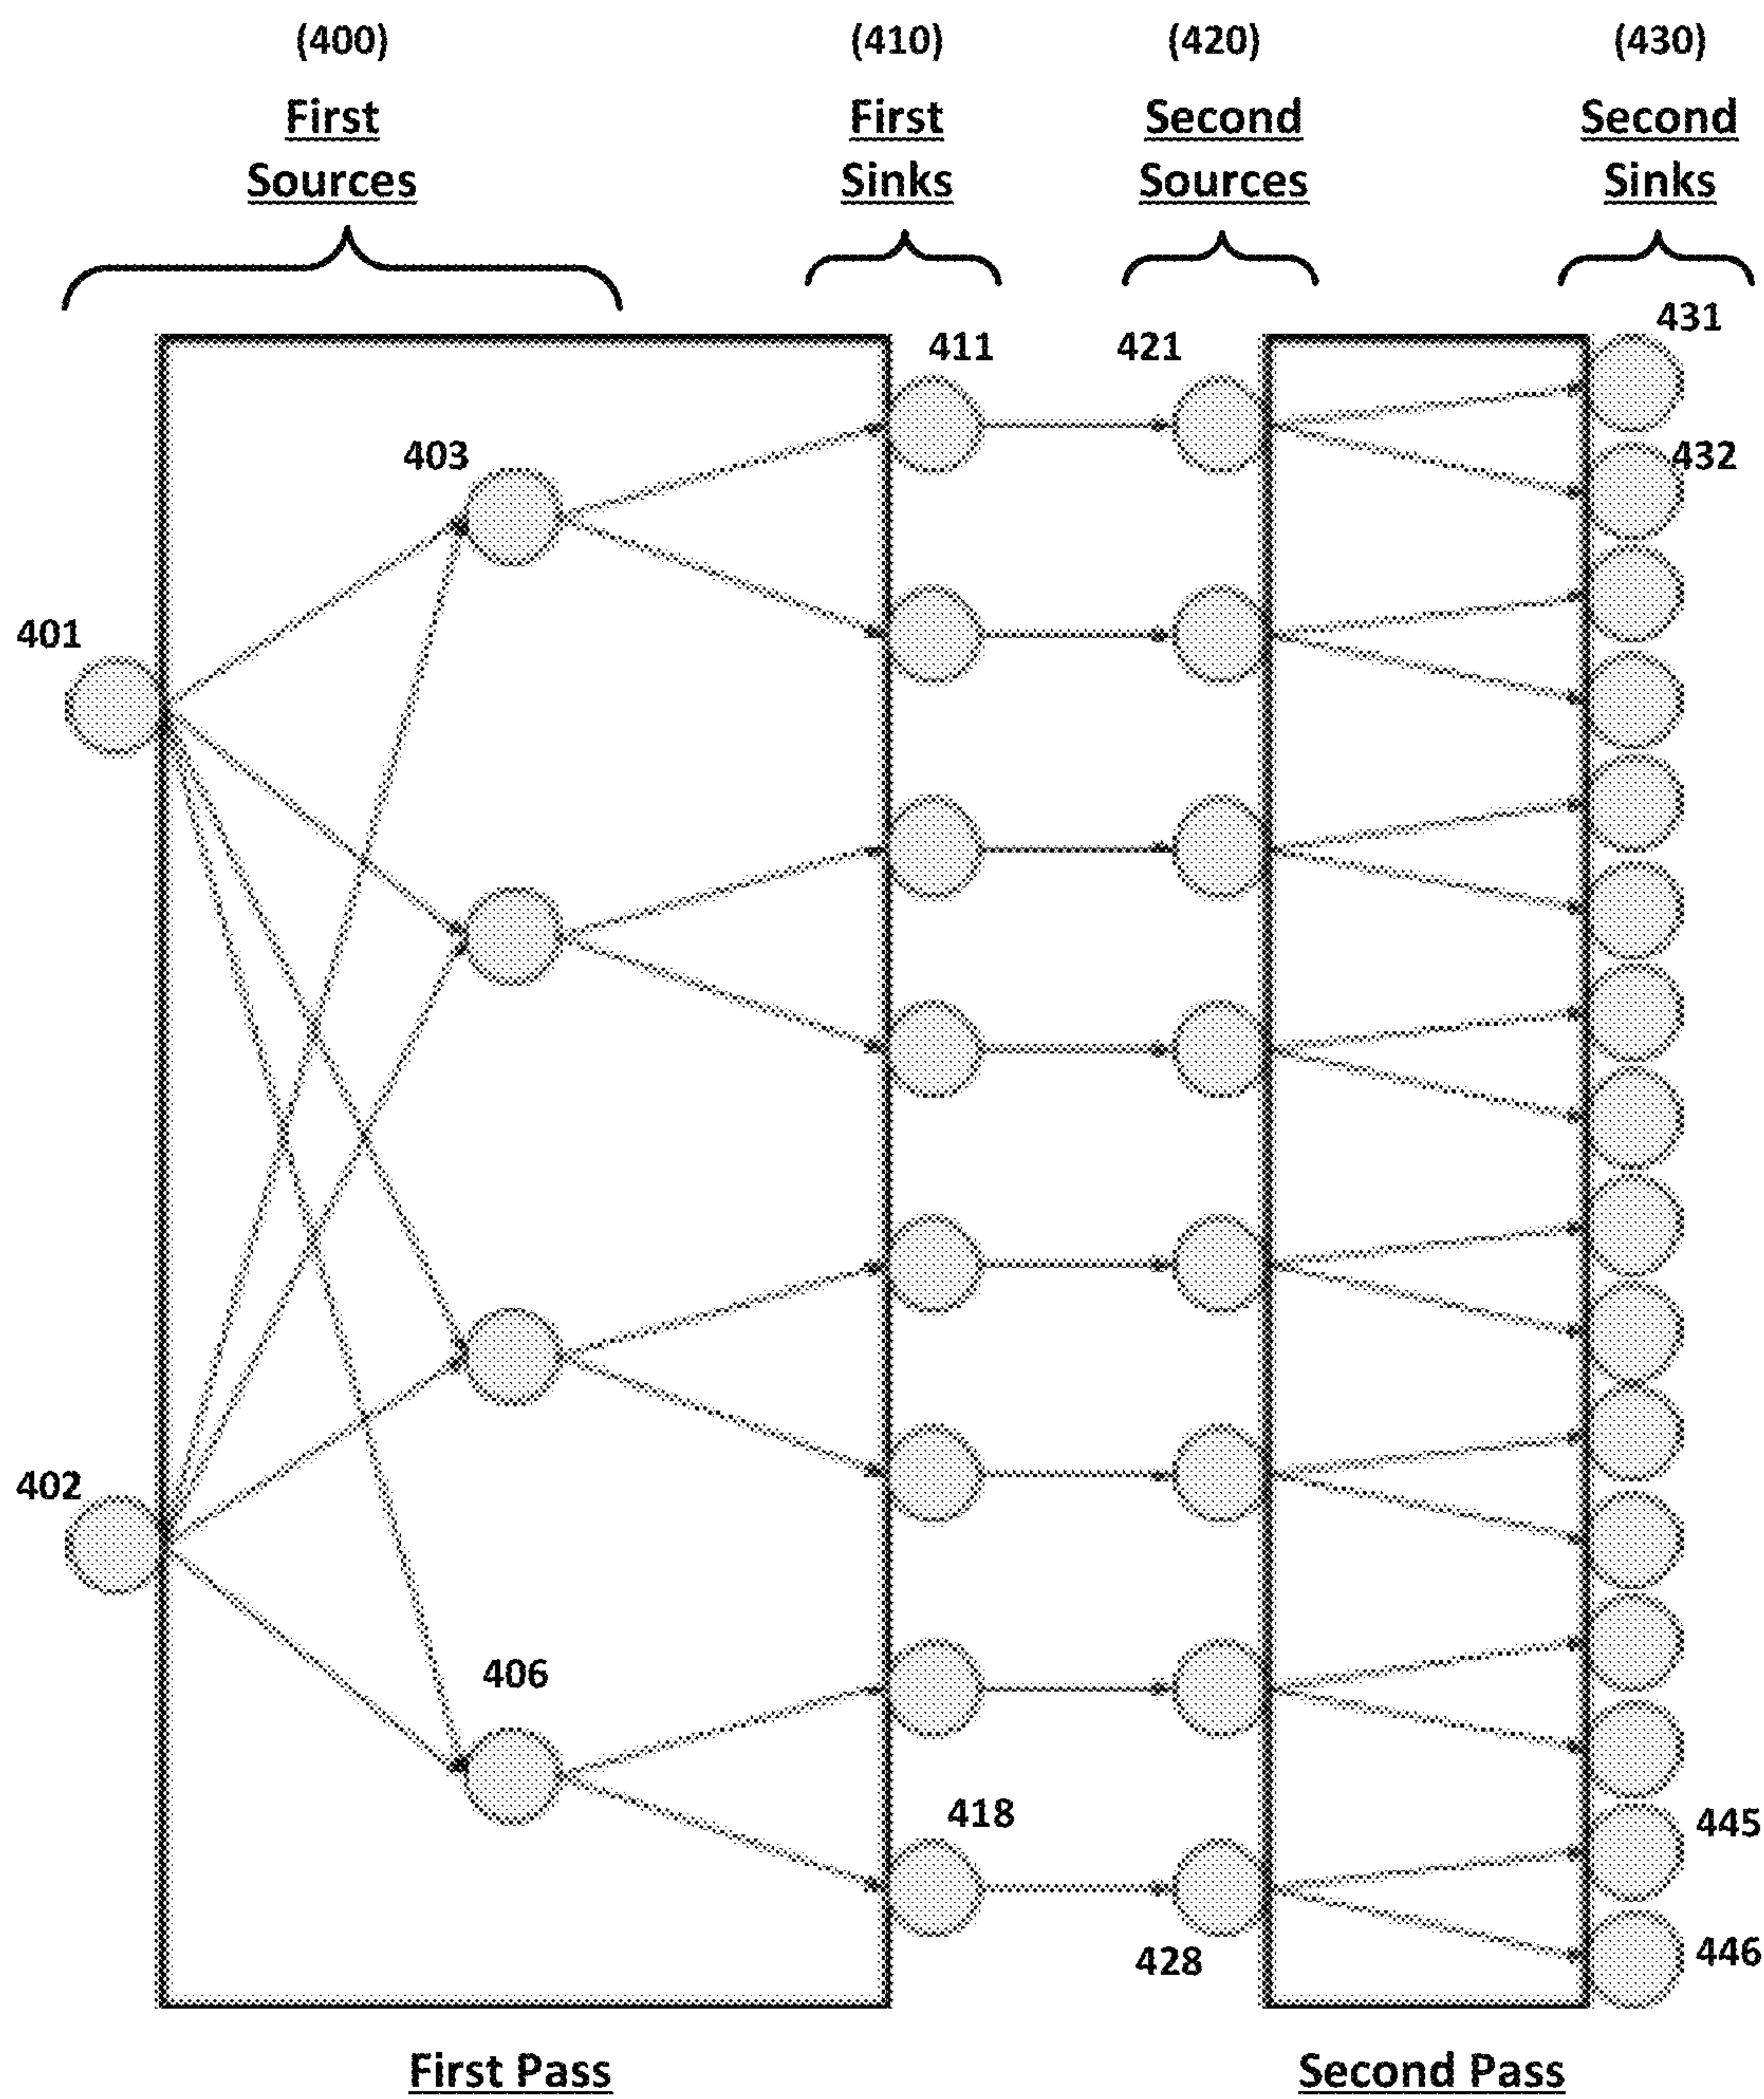 (400) (410) (420) (430)
First First Second Second
Sources Sinks Sources Sinks
431
411 421
432
403
401
402
406
418
445
428 446
First Pass Second Pass